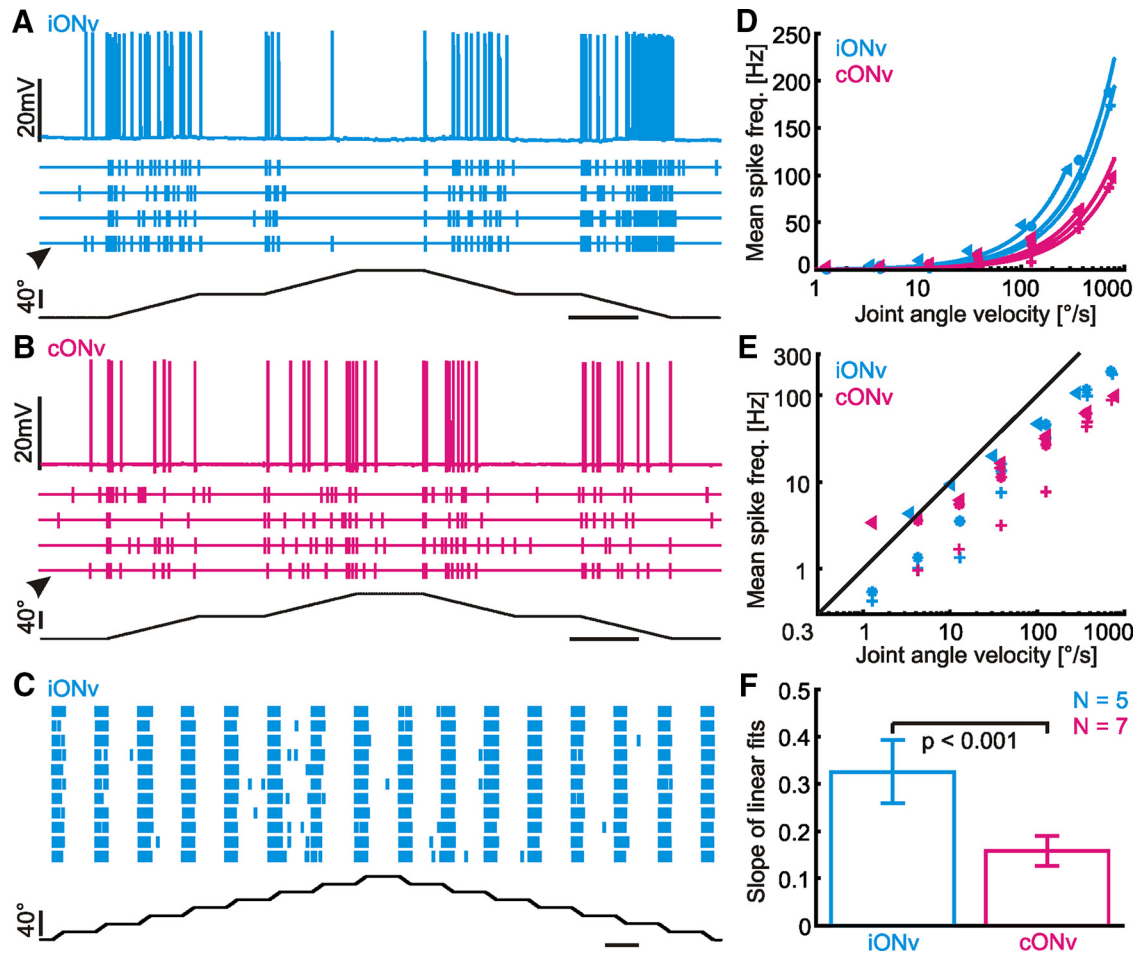 A
iONv
20mV
40°
B
cONv
20mV
40°
C
iONv
40°
D
iONv
cONv
Mean spike freq. [Hz]
250
200
150
100
50
0
1
10
100
1000
Joint angle velocity [°/s]
E
iONv
cONv
Mean spike freq. [Hz]
300
100
10
1
0.3
1
10
100
1000
Joint angle velocity [°/s]
F
N = 5
N = 7
p < 0.001
Slope of linear fits
0.5
0.4
0.3
0.2
0.1
0
iONv
cONv